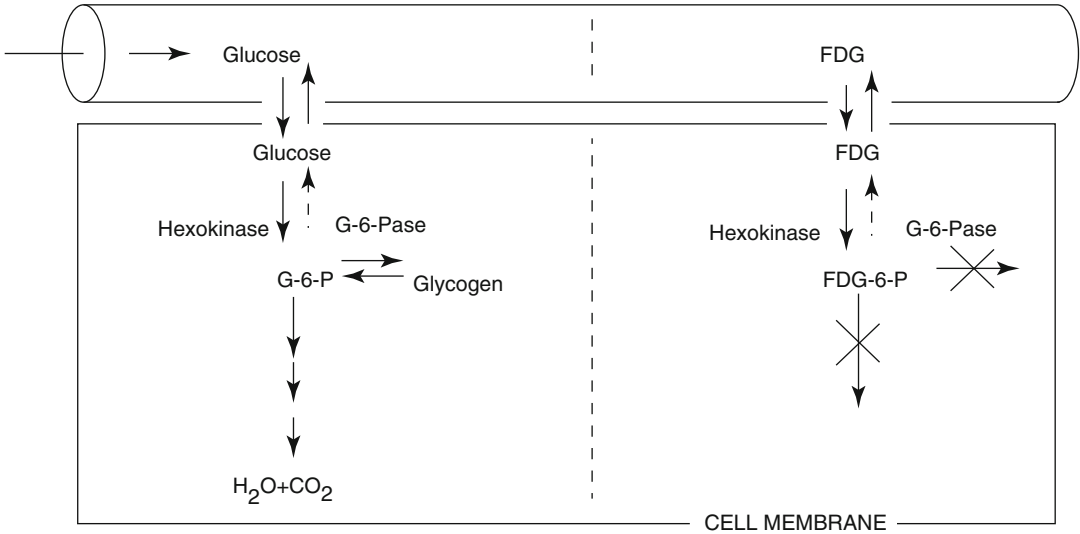 Glucose
FDG
Glucose
FDG
Hexokinase
G-6-Pase
Hexokinase
G-6-Pase
G-6-P
Glycogen
FDG-6-P
H2O+CO2
CELL MEMBRANE